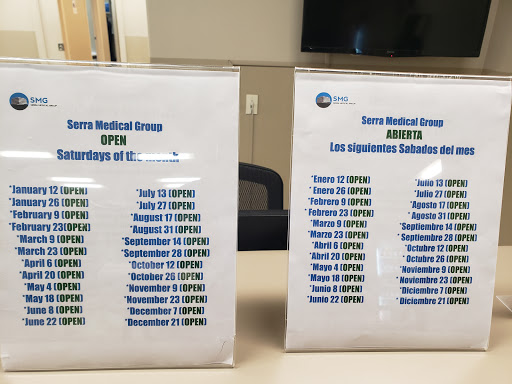 SMG
Serra Medical Group
OPEN
Saturdays of the month
*January 12 (OPEN)
*January 26 (OPEN)
*February 9 (OPEN)
*February 23(OPEN)
*March 9 (OPEN)
*March 23 (OPEN)
*April 6 (OPEN)
*April 20 (OPEN)
*May 4 (OPEN)
*May 18 (OPEN)
*June 8 (OPEN)
*June 22 (OPEN)
*July 13 (OPEN)
*July 27 (OPEN)
*August 17 (OPEN)
*August 31 (OPEN)
*September 14 (OPEN)
*September 28 (OPEN)
*October 12 (OPEN)
*October 26 (OPEN)
*November 9 (OPEN)
*November 23 (OPEN)
*December 7 (OPEN)
*December 21 (OPEN)
SMG
Serra Medical Group
ABIERTA
Los siguientes Sabados del mes
*Enero 12 (OPEN)
*Enero 26 (OPEN)
*Febrero 9 (OPEN)
*Febrero 23 (OPEN)
*Marzo 9 (OPEN)
*Marzo 23 (OPEN)
*Abril 6 (OPEN)
*Abril 20 (OPEN)
*Mayo 4 (OPEN)
*Mayo 18 (OPEN)
*Junio 8 (OPEN)
*Junio 22 (OPEN)
*Julio 13 (OPEN)
*Julio 27 (OPEN)
*Agosto 17 (OPEN)
*Agosto 31 (OPEN)
*Septiembre 14 (OPEN)
*Septiembre 28 (OPEN)
*Octubre 12 (OPEN)
*Octubre 26 (OPEN)
*Noviembre 9 (OPEN)
*Noviembre 23 (OPEN)
*Diciembre 7 (OPEN)
*Diciembre 21 (OPEN)